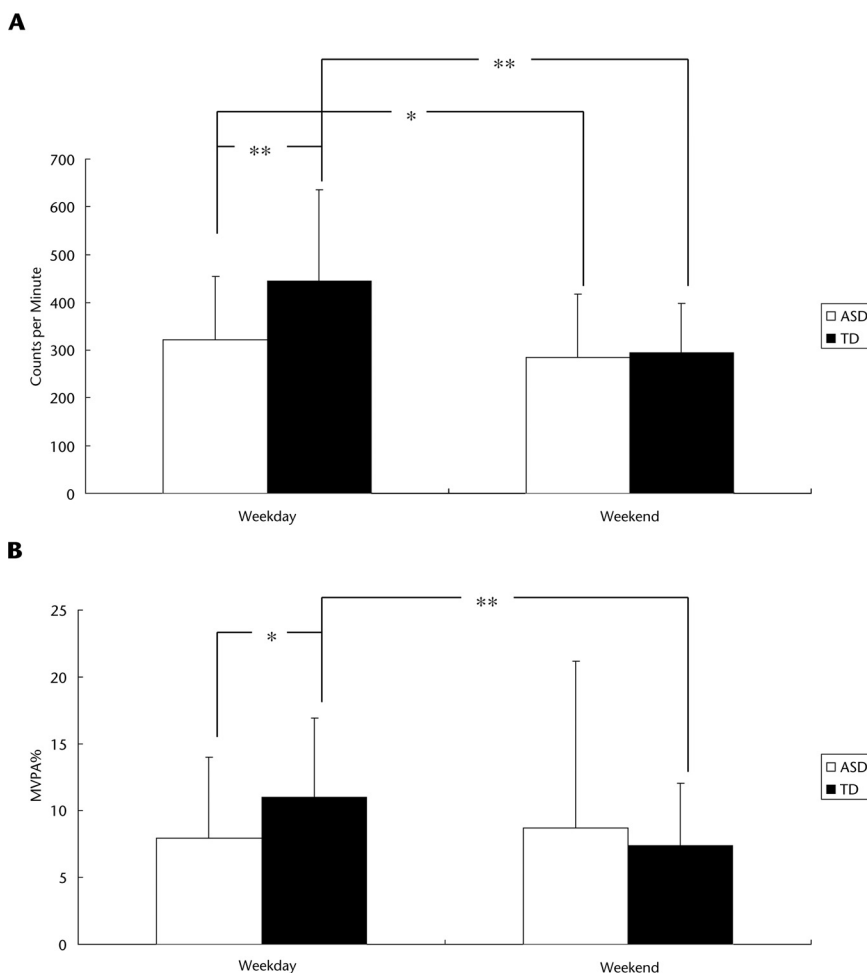 A
**
*
**
700
600
500
400
300
200
100
0
Counts per Minute
Weekday
Weekend
ASD
TD
B
**
*
25
20
15
10
5
0
MVPA%
Weekday
Weekend
ASD
TD